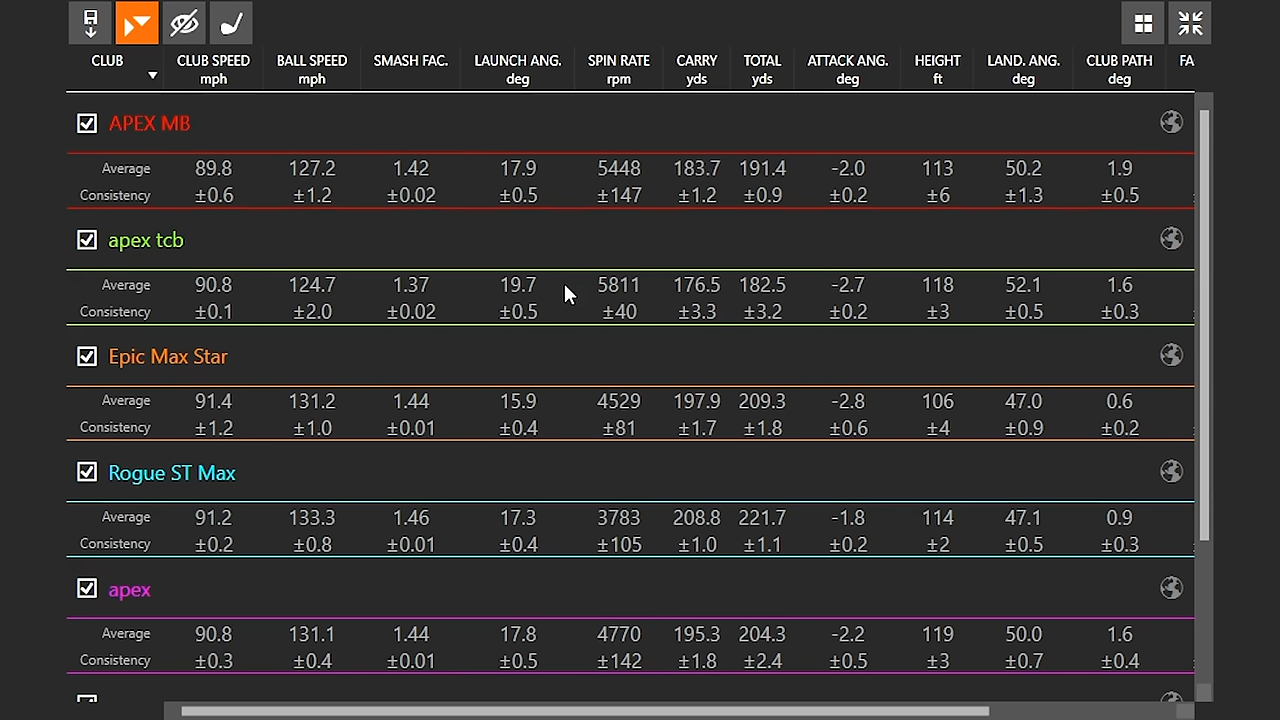 CLUB CLUB SPEED BALL SPEED SMASH FAC. LAUNCH ANG. SPIN RATE CARRY TOTAL ATTACK ANG. HEIGHT LAND. ANG. CLUB PATH FA
mph mph deg rpm yds yds deg ft deg deg
APEX MB
Average 89.8 127.2 1.42 17.9 5448 183.7 191.4 -2.0 113 50.2 1.9
Consistency ±0.6 ±1.2 ±0.02 ±0.5 ±147 ±1.2 ±0.9 ±0.2 ±6 ±1.3 ±0.5
apex tcb
Average 90.8 124.7 1.37 19.7 5811 176.5 182.5 -2.7 118 52.1 1.6
Consistency ±0.1 ±2.0 ±0.02 ±0.5 ±40 ±3.3 ±3.2 ±0.2 ±3 ±0.5 ±0.3
Epic Max Star
Average 91.4 131.2 1.44 15.9 4529 197.9 209.3 -2.8 106 47.0 0.6
Consistency ±1.2 ±1.0 ±0.01 ±0.4 ±81 ±1.7 ±1.8 ±0.6 ±4 ±0.9 ±0.2
Rogue ST Max
Average 91.2 133.3 1.46 17.3 3783 208.8 221.7 -1.8 114 47.1 0.9
Consistency ±0.2 ±0.8 ±0.01 ±0.4 ±105 ±1.0 ±1.1 ±0.2 ±2 ±0.5 ±0.3
apex
Average 90.8 131.1 1.44 17.8 4770 195.3 204.3 -2.2 119 50.0 1.6
Consistency ±0.3 ±0.4 ±0.01 ±0.5 ±142 ±1.8 ±2.4 ±0.5 ±3 ±0.7 ±0.4